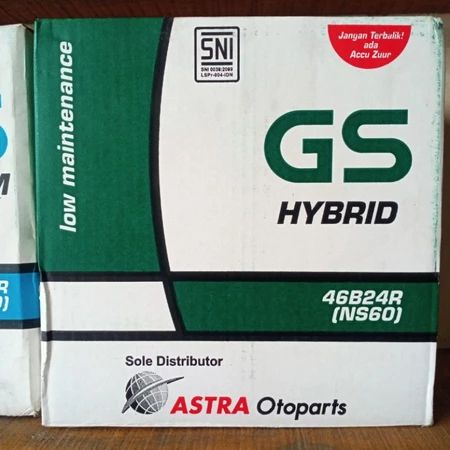 low maintenance
SNI
SNI 0038:2009
LSPr-004-IDN
Jangan Terbalik!
ada
Accu Zuur
GS
HYBRID
46B24R
(NS60)
Sole Distributor
ASTRA Otoparts